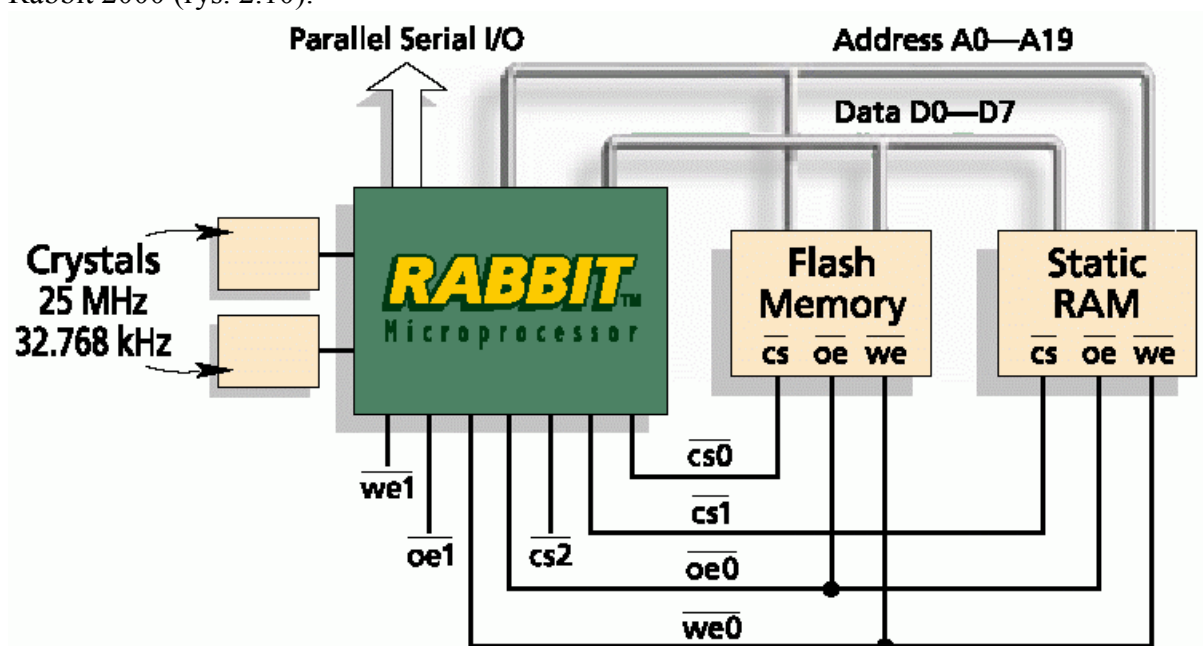 Rabbit 2000 (rys. 2.10).
Parallel Serial I/O
Address A0—A19
Data D0—D7
Crystals
25 MHz
32.768 kHz
RABBIT™
Microprocessor
Flash
Memory
cs oe we
Static
RAM
cs oe we
we1
oe1
cs2
cs0
cs1
oe0
we0